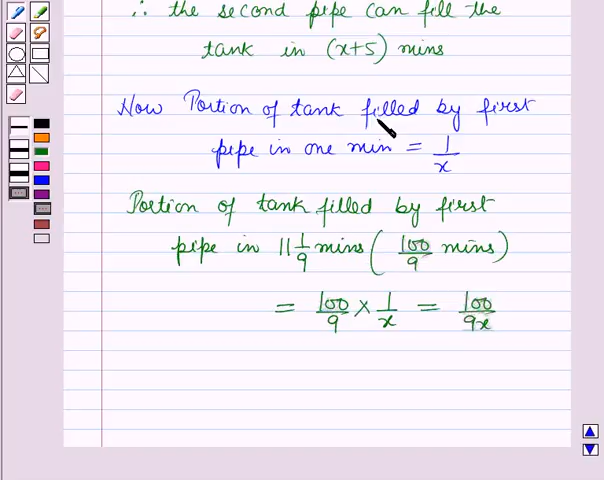 ∴ the second pipe can fill the
tank in (x+5) mins
Now Portion of tank filled by first
pipe in one min = 1/x
Portion of tank filled by first
pipe in 11 1/9 mins (100/9 mins)
= 100/9 × 1/x = 100/9x